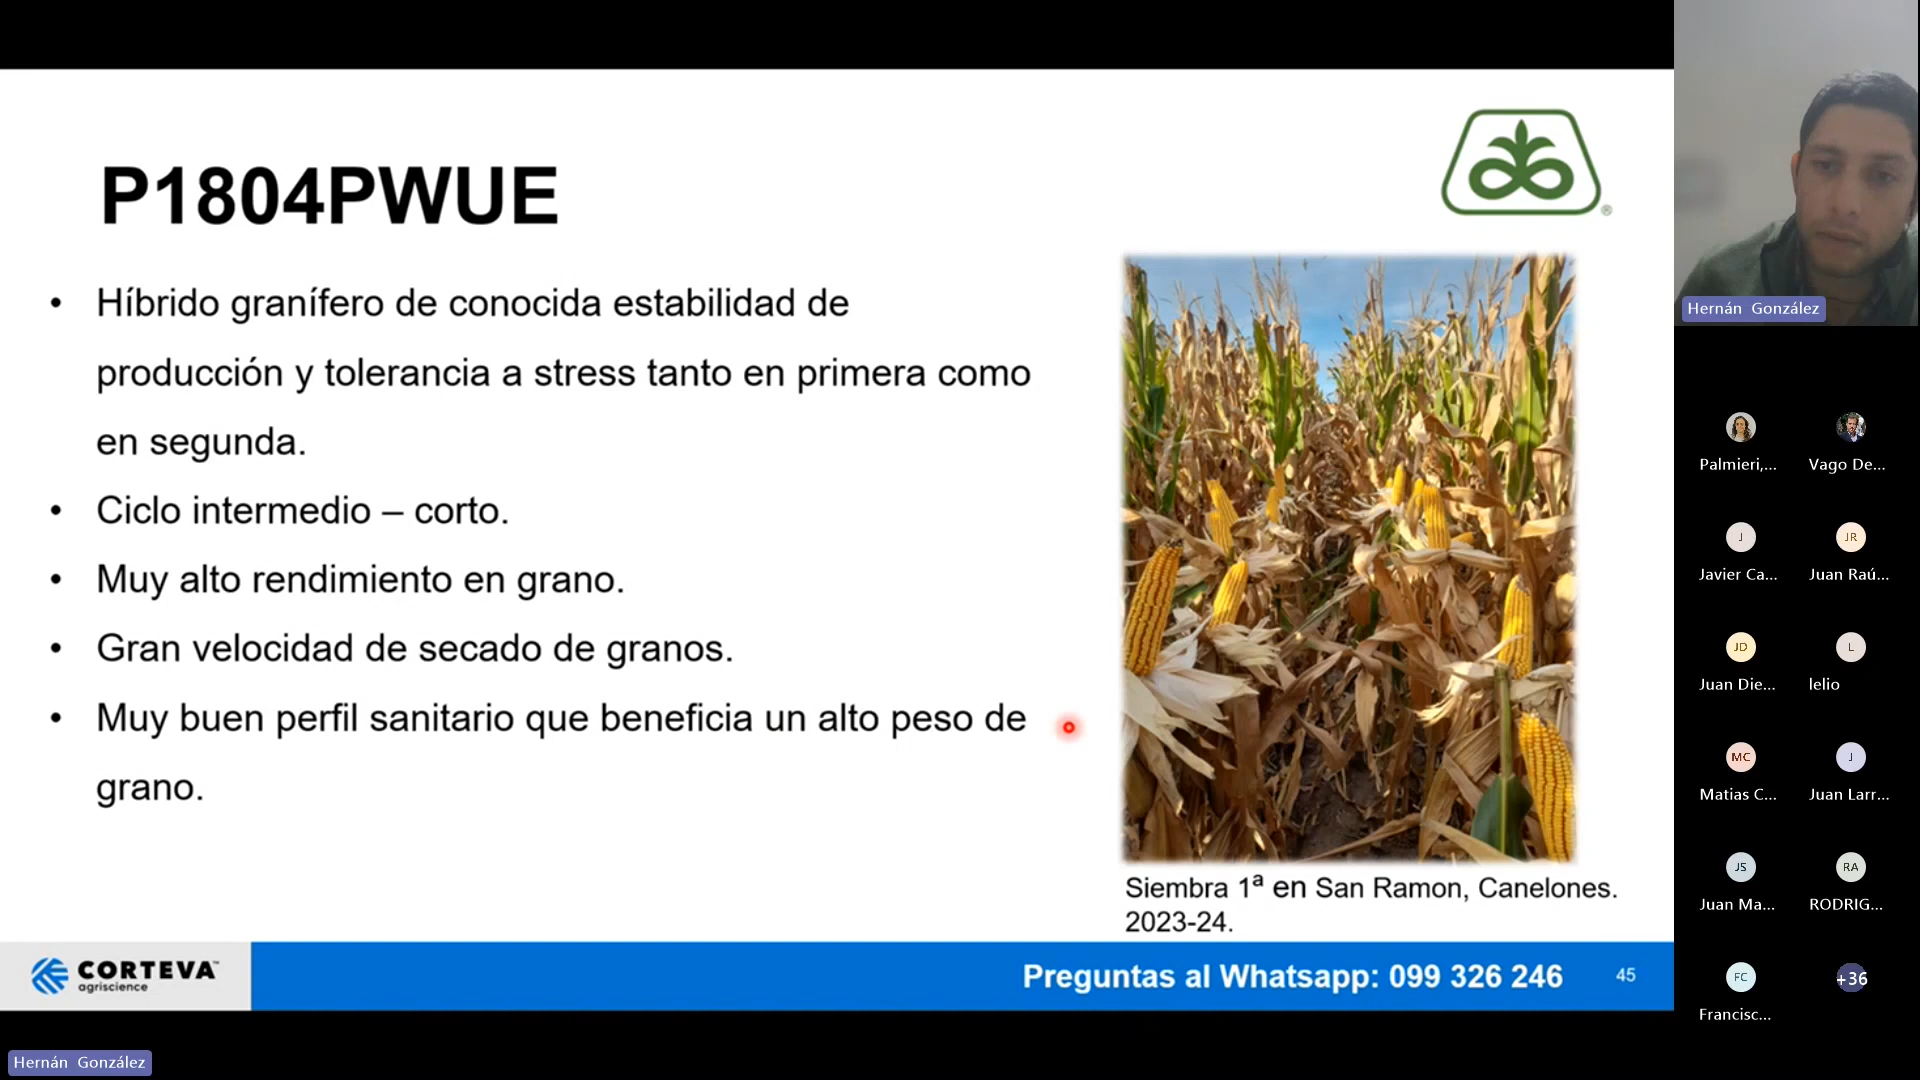 P1804PWUE
• Híbrido granífero de conocida estabilidad de
producción y tolerancia a stress tanto en primera como
en segunda.
• Ciclo intermedio – corto.
• Muy alto rendimiento en grano.
• Gran velocidad de secado de granos.
• Muy buen perfil sanitario que beneficia un alto peso de
grano.
®
Siembra 1ª en San Ramon, Canelones.
2023-24.
CORTEVA™
agriscience
Preguntas al Whatsapp: 099 326 246
45
Hernán González
Hernán González
Palmieri,...
Vago De...
J
JR
Javier Ca...
Juan Raú...
JD
L
Juan Die...
lelio
MC
J
Matias C...
Juan Larr...
JS
RA
Juan Ma...
RODRIG...
FC
+36
Francisc...